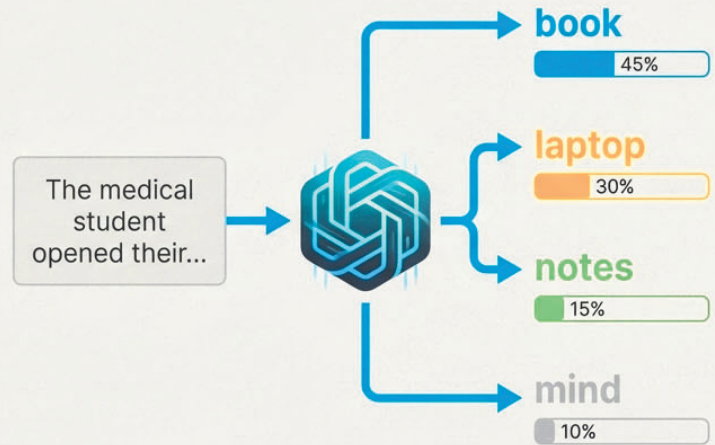 The medical
student
opened their...
book
45%
laptop
30%
notes
15%
mind
10%